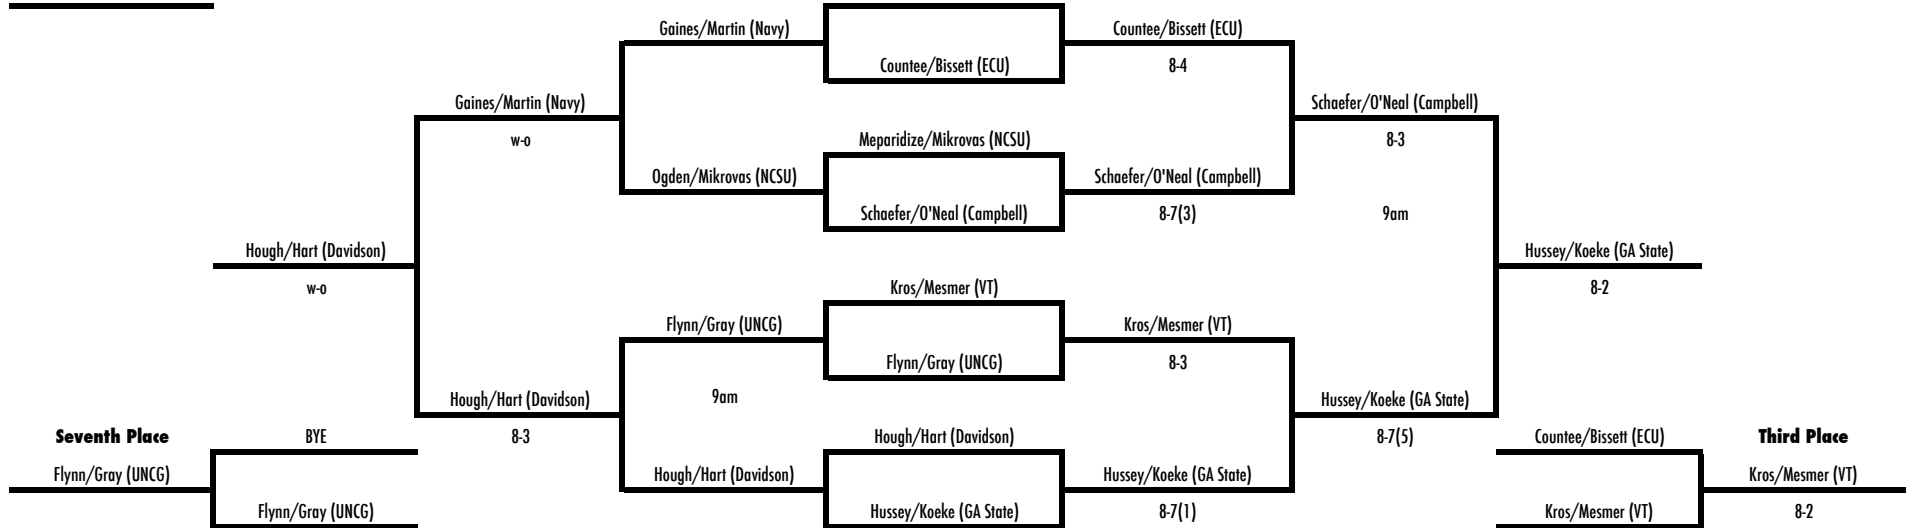 Gaines/Martin (Navy)
Countee/Bissett (ECU)
Countee/Bissett (ECU)
8-4
Gaines/Martin (Navy)
Schaefer/O'Neal (Campbell)
w-o
Meparidize/Mikrovas (NCSU)
8-3
Ogden/Mikrovas (NCSU)
Schaefer/O'Neal (Campbell)
Schaefer/O'Neal (Campbell)
8-7(3)
9am
Hough/Hart (Davidson)
Hussey/Koeke (GA State)
w-o
Kros/Mesmer (VT)
8-2
Flynn/Gray (UNCG)
Kros/Mesmer (VT)
Flynn/Gray (UNCG)
8-3
9am
Hough/Hart (Davidson)
Hussey/Koeke (GA State)
Seventh Place
BYE
8-3
Hough/Hart (Davidson)
8-7(5)
Countee/Bissett (ECU)
Third Place
Flynn/Gray (UNCG)
Hough/Hart (Davidson)
Hussey/Koeke (GA State)
Kros/Mesmer (VT)
Flynn/Gray (UNCG)
Hussey/Koeke (GA State)
8-7(1)
Kros/Mesmer (VT)
8-2